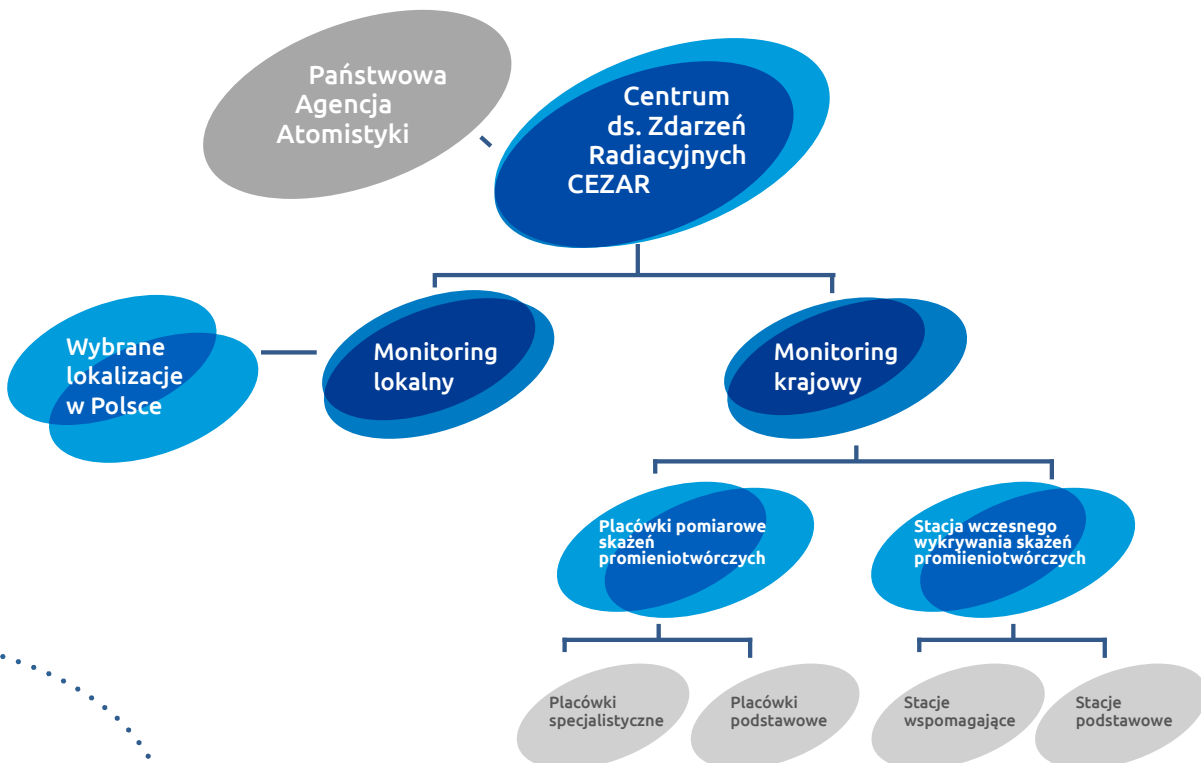 Państwowa
Agencja
Atomistyki
Centrum
ds. Zdarzeń
Radiacyjnych
CEZAR
Wybrane
lokalizacje
w Polsce
Monitoring
lokalny
Monitoring
krajowy
Placówki pomiarowe
skażeń
promieniotwórczych
Stacja wczesnego
wykrywania skażeń
promiieniotwórczych
Placówki
specjalistyczne
Placówki
podstawowe
Stacje
wspomagające
Stacje
podstawowe